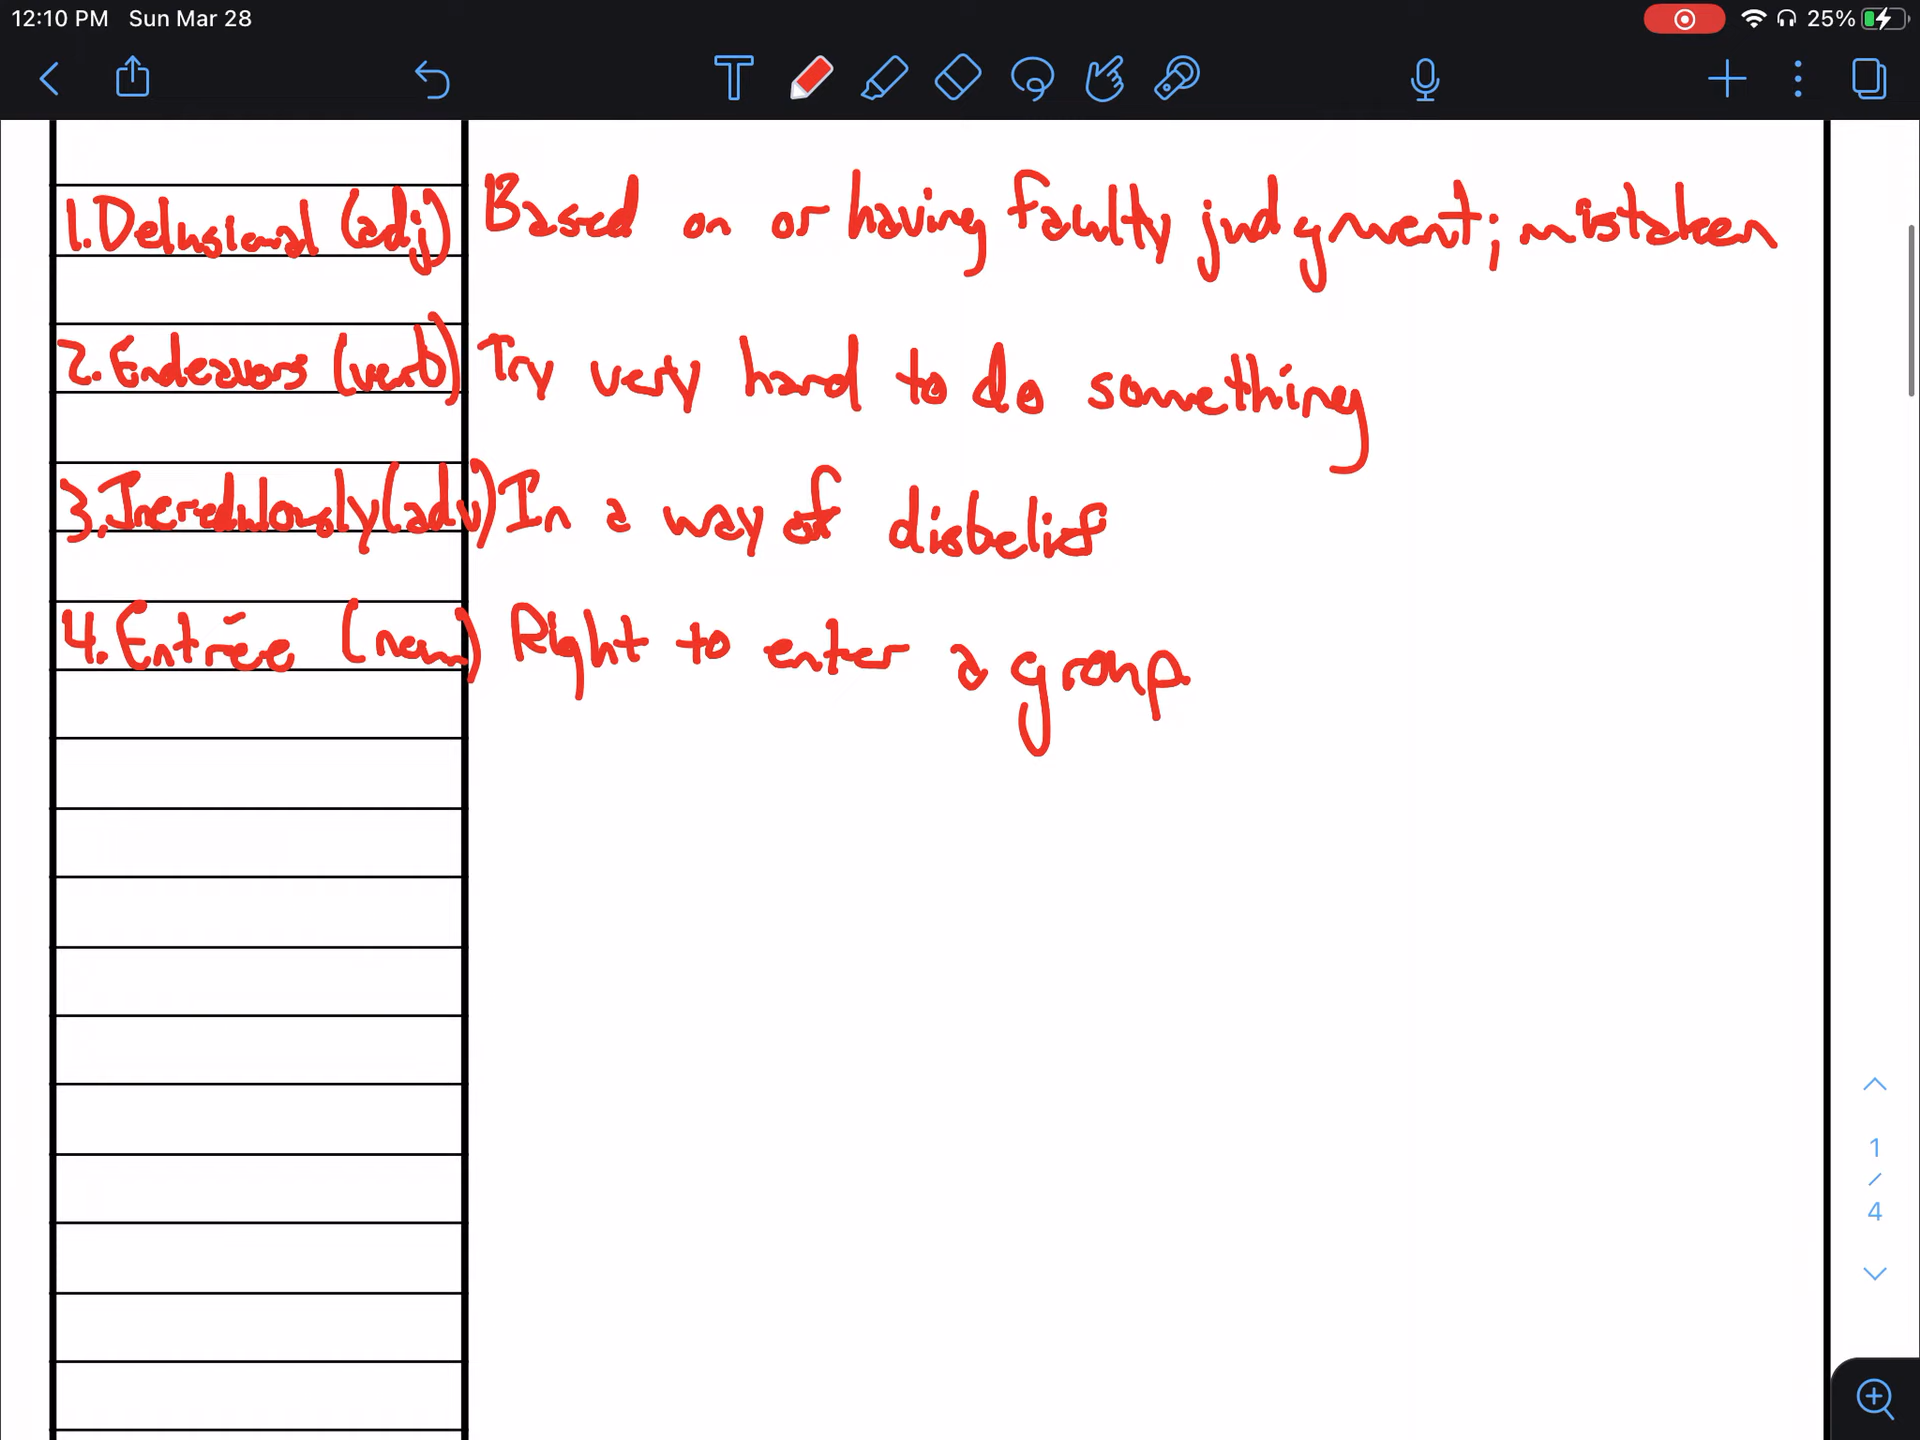 12:10 PM Sun Mar 28 25%
1. Delusional (adj) Based on or having faulty judgment; mistaken
2. Endeavors (verb) Try very hard to do something
3. Incredulously (adv) In a way of disbelief
4. Entrée (noun) Right to enter a group
1
/
4